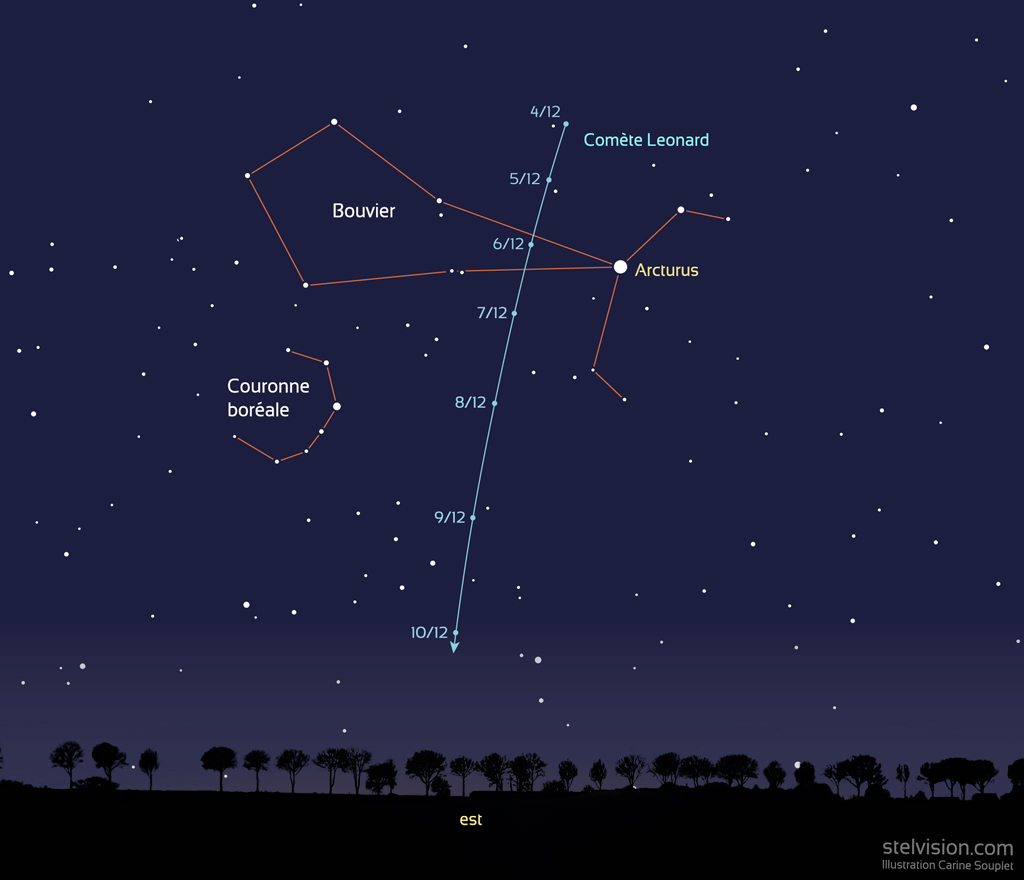 4/12
Comète Leonard
5/12
Bouvier
6/12
Arcturus
7/12
Couronne
boréale
8/12
9/12
10/12
est
stelvision.com
Illustration Carine Souplet